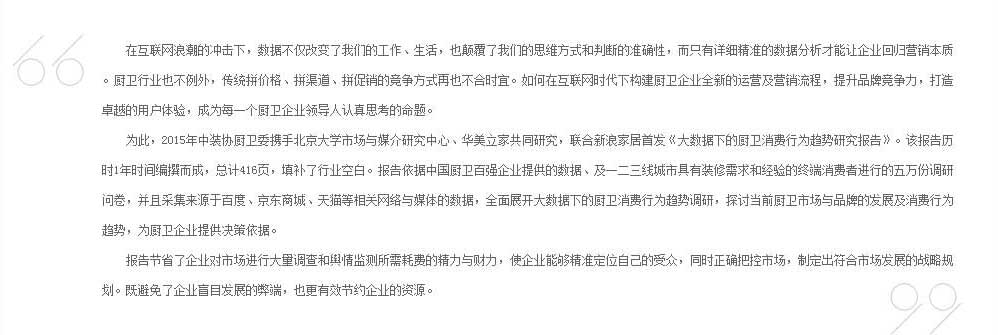 在互联网浪潮的冲击下，数据不仅改变了我们的工作、生活，也颠覆了我们的思维方式和判断的准确性，而只有详细精准的数据分析才能让企业回归营销本质
。厨卫行业也不例外，传统拼价格、拼渠道、拼促销的竞争方式再也不合时宜。如何在互联网时代下构建厨卫企业全新的运营及营销流程，提升品牌竞争力，打造
卓越的用户体验，成为每一个厨卫企业领导人认真思考的命题。
为此，2015年中装协厨卫委携手北京大学市场与媒介研究中心、华美立家共同研究，联合新浪家居首发《大数据下的厨卫消费行为趋势研究报告》。该报告历
时1年时间编撰而成，总计416页，填补了行业空白。报告依据中国厨卫百强企业提供的数据、及一二三线城市具有装修需求和经验的终端消费者进行的五万份调研
问卷，并且采集来源于百度、京东商城、天猫等相关网络与媒体的数据，全面展开大数据下的厨卫消费行为趋势调研，探讨当前厨卫市场与品牌的发展及消费行为
趋势，为厨卫企业提供决策依据。
报告节省了企业对市场进行大量调查和舆情监测所需耗费的精力与财力，使企业能够精准定位自己的受众，同时正确把控市场，制定出符合市场发展的战略规
划。既避免了企业盲目发展的弊端，也更有效节约企业的资源。